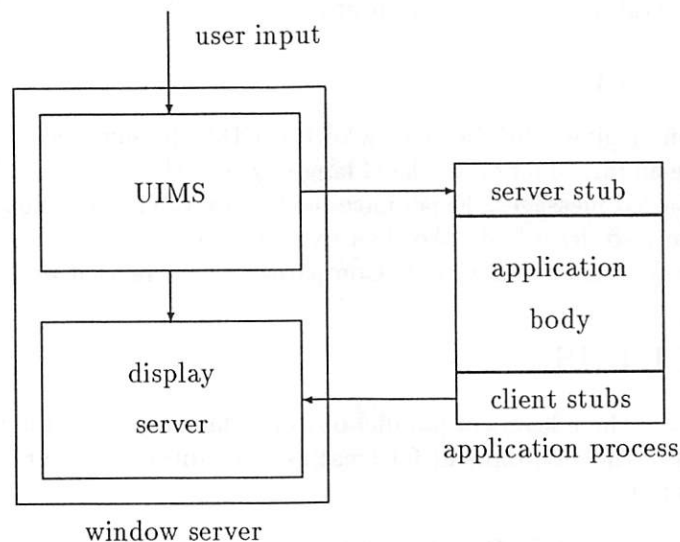 user input
UIMS
server stub
application
body
display
server
client stubs
application process
window server